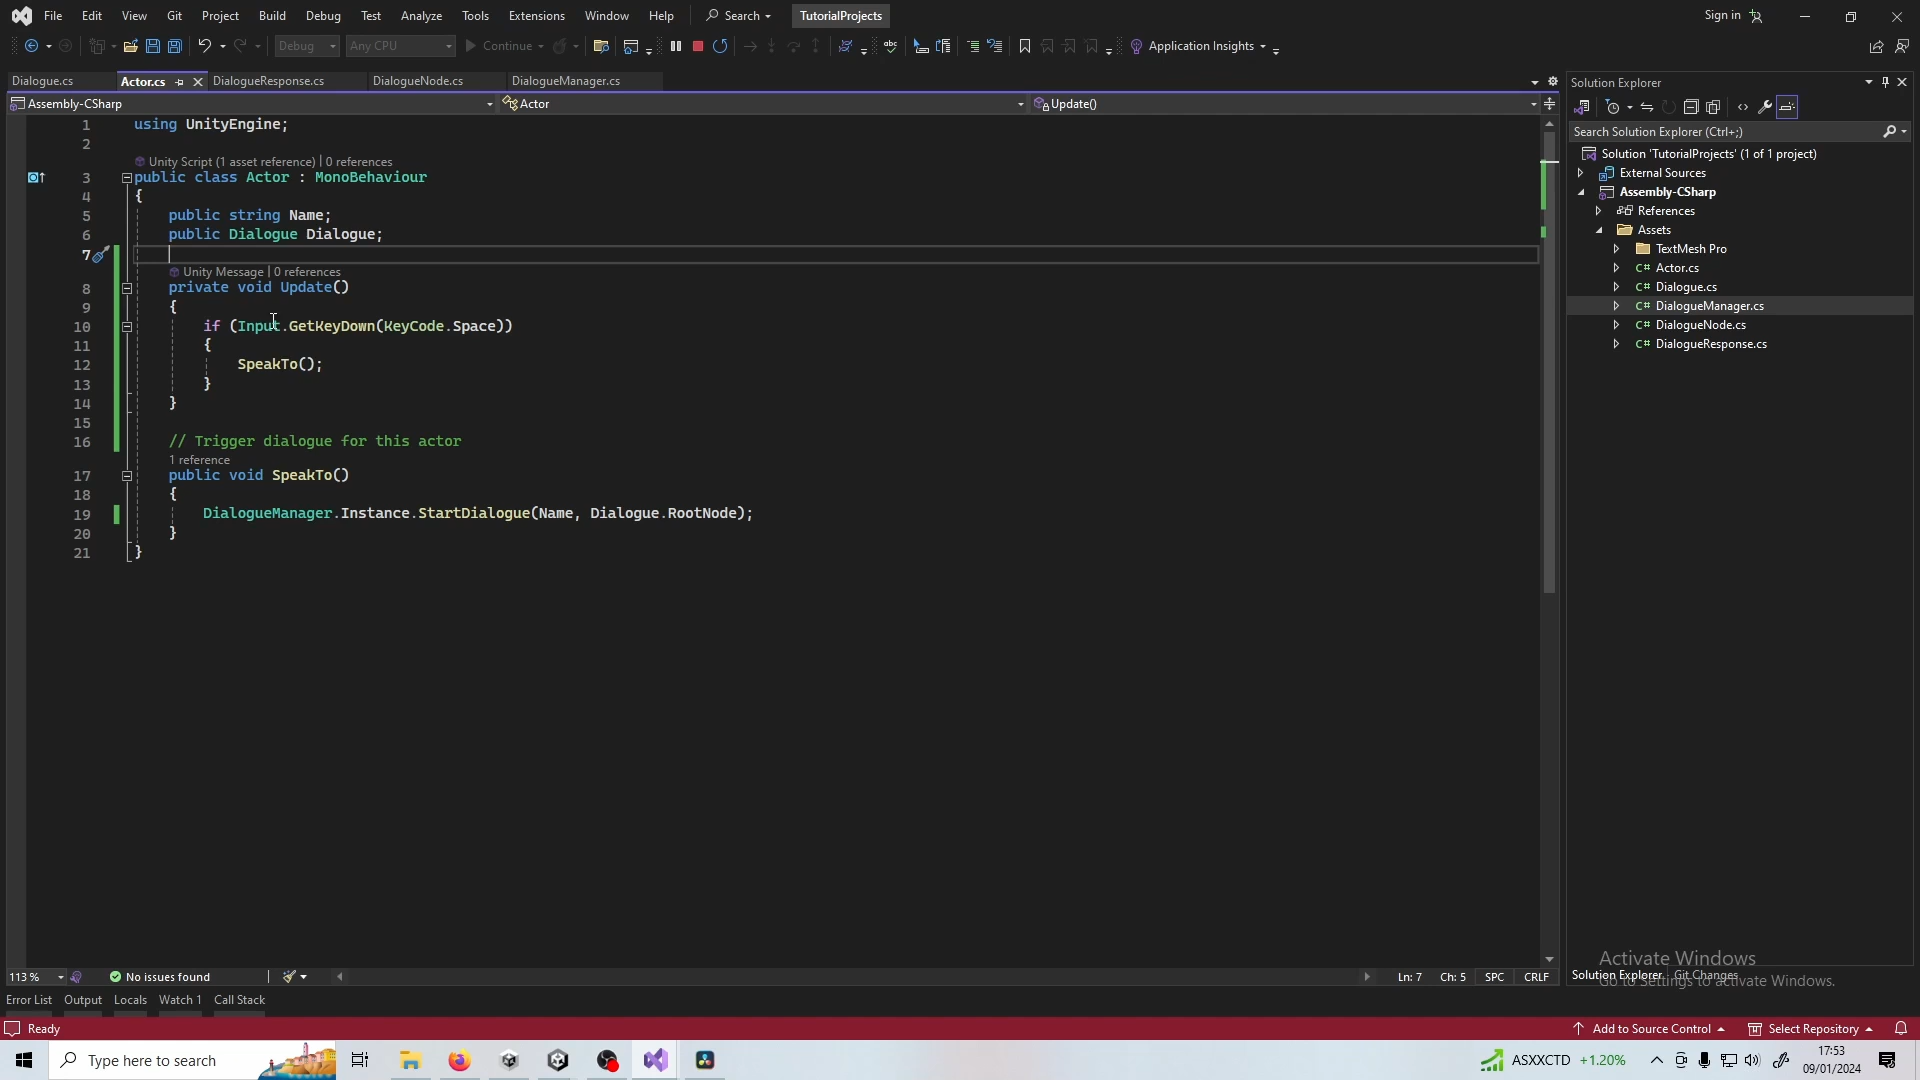 File Edit View Git Project Build Debug Test Analyze Tools Extensions Window Help Search TutorialProjects Sign in
Debug Any CPU Continue Application Insights
Dialogue.cs Actor.cs DialogueResponse.cs DialogueNode.cs DialogueManager.cs
Assembly-CSharp Actor Update()
1 using UnityEngine;
2
Unity Script (1 asset reference) | 0 references
3 public class Actor : MonoBehaviour
4 {
5 public string Name;
6 public Dialogue Dialogue;
7
Unity Message | 0 references
8 private void Update()
9 {
10 if (Input.GetKeyDown(KeyCode.Space))
11 {
12 SpeakTo();
13 }
14 }
15
16 // Trigger dialogue for this actor
1 reference
17 public void SpeakTo()
18 {
19 DialogueManager.Instance.StartDialogue(Name, Dialogue.RootNode);
20 }
21 }
Solution Explorer
Search Solution Explorer (Ctrl+;)
Solution 'TutorialProjects' (1 of 1 project)
External Sources
Assembly-CSharp
References
Assets
TextMesh Pro
C# Actor.cs
C# Dialogue.cs
C# DialogueManager.cs
C# DialogueNode.cs
C# DialogueResponse.cs
Activate Windows
Go to Settings to activate Windows.
Solution Explorer Git Changes
113 % No issues found Ln: 7 Ch: 5 SPC CRLF
Error List Output Locals Watch 1 Call Stack
Ready Add to Source Control Select Repository
Type here to search ASXXCTD +1.20% 17:53
09/01/2024